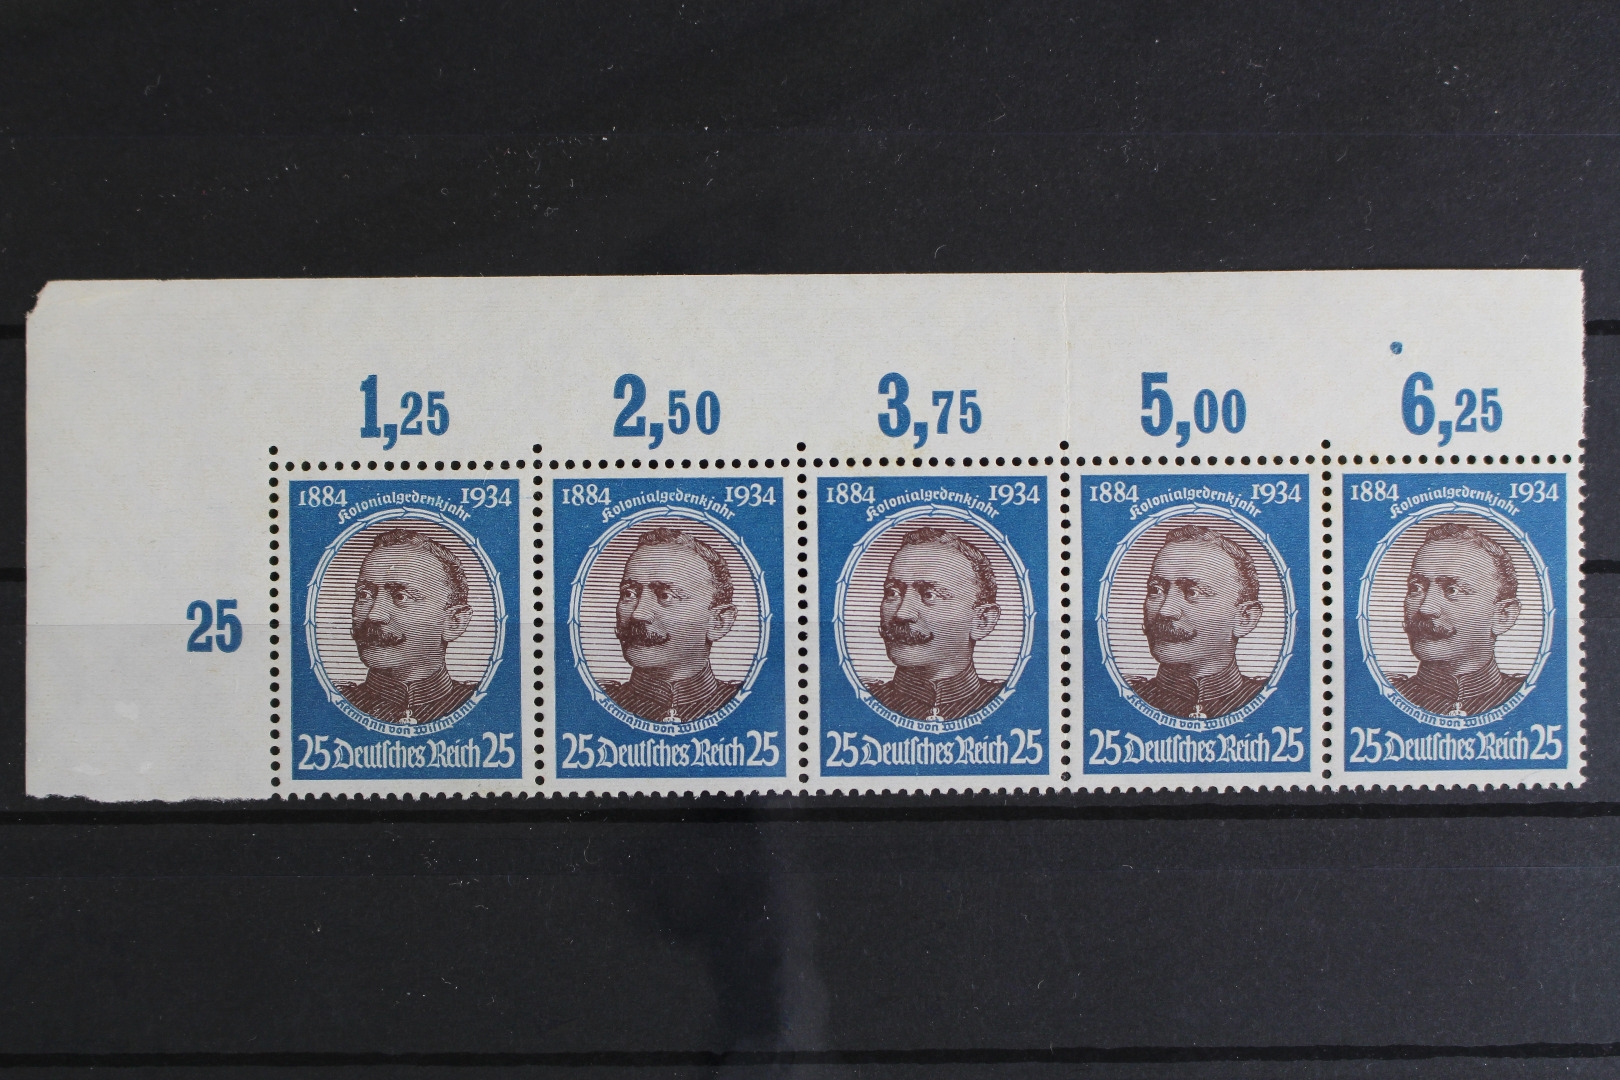 1,25 2,50 3,75 5,00 6,25
25
1884 1934 1884 1934 1884 1934 1884 1934 1884 1934
Kolonialgedenkjahr Kolonialgedenkjahr Kolonialgedenkjahr Kolonialgedenkjahr Kolonialgedenkjahr
Hermann von Wissmann Hermann von Wissmann Hermann von Wissmann Hermann von Wissmann Hermann von Wissmann
25 Deutsches Reich 25 25 Deutsches Reich 25 25 Deutsches Reich 25 25 Deutsches Reich 25 25 Deutsches Reich 25